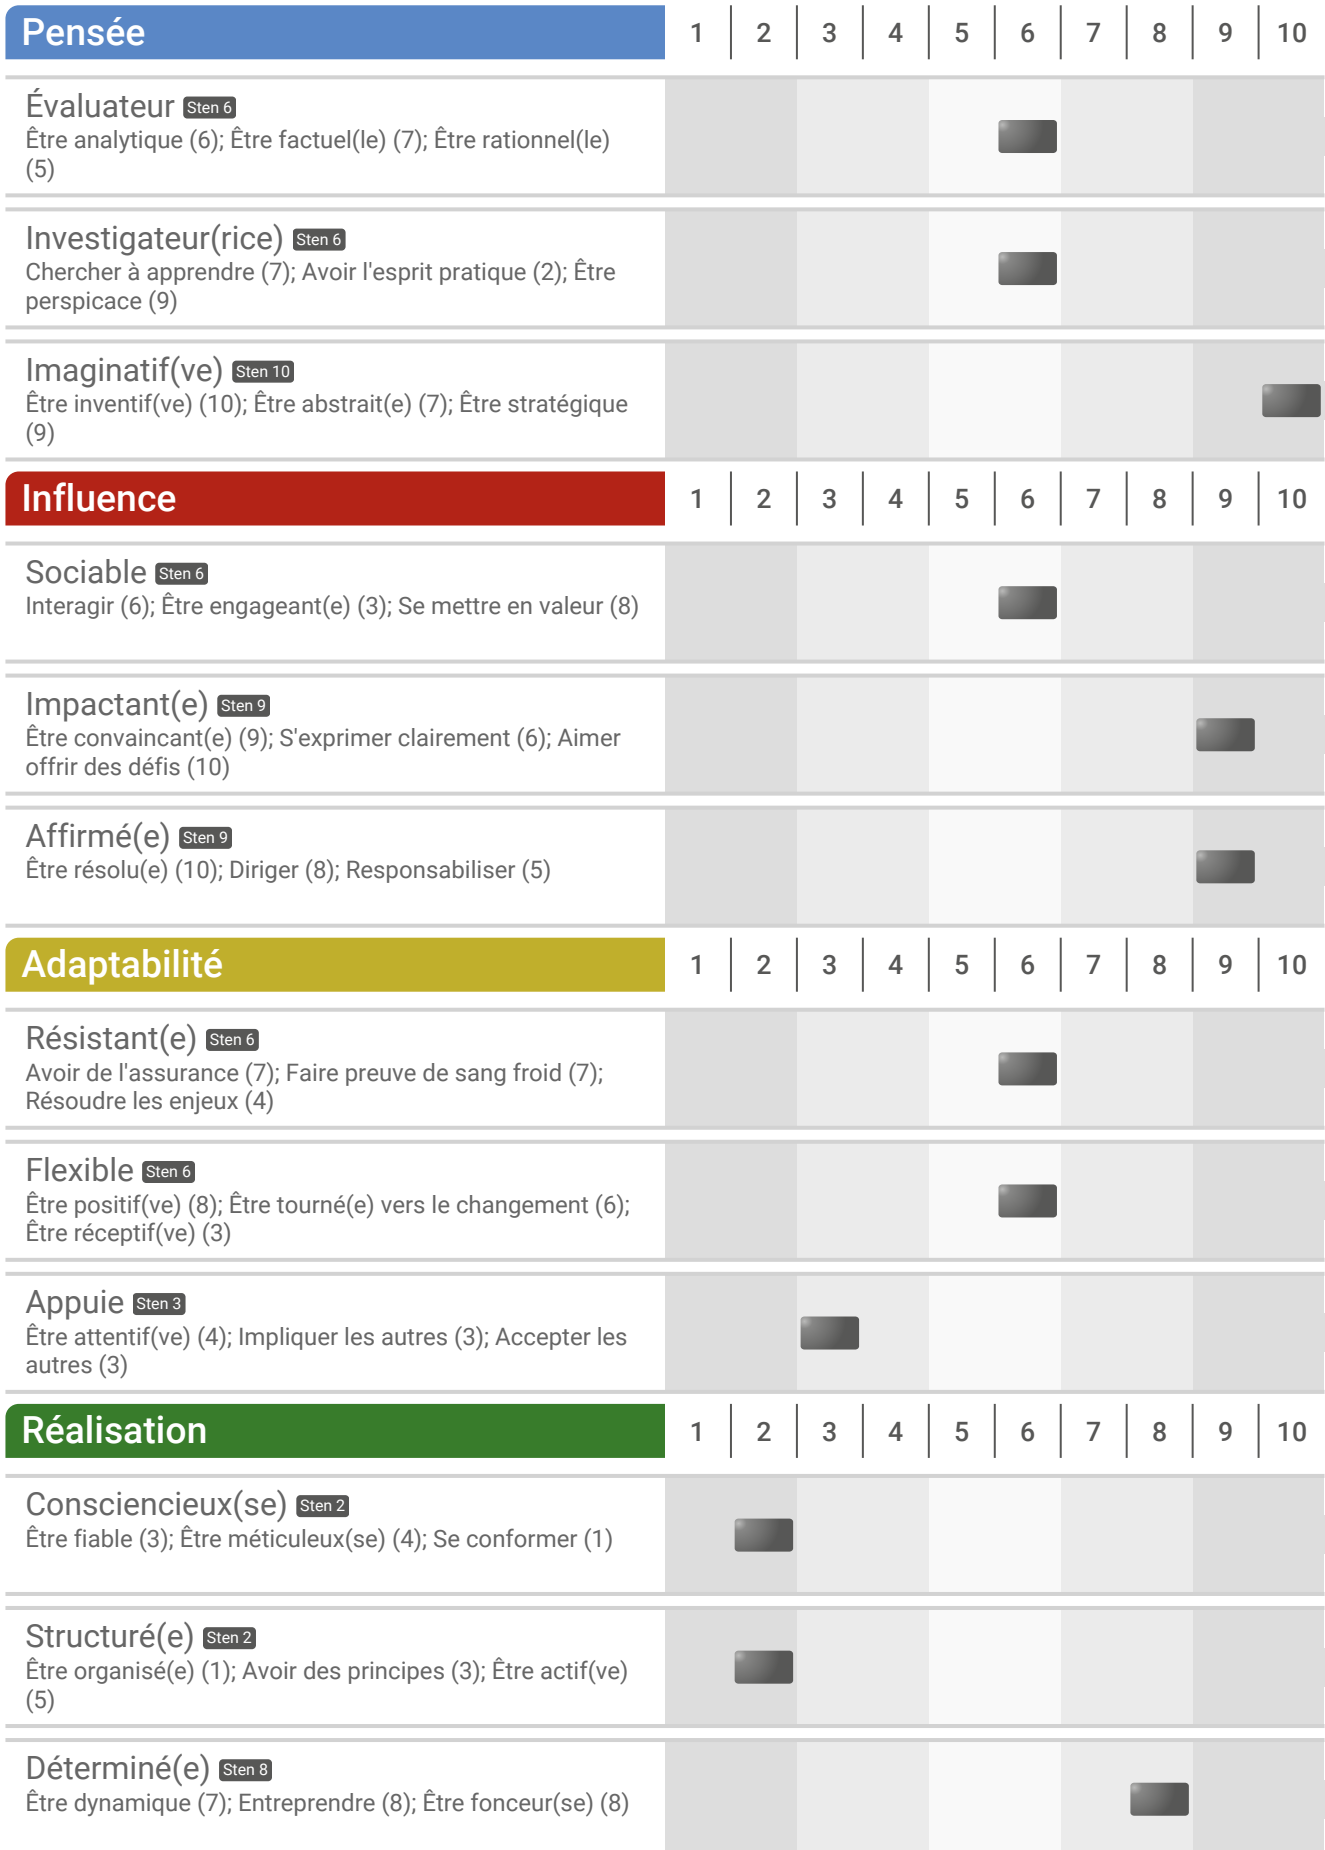 Pensée 1 2 3 4 5 6 7 8 9 10
Évaluateur Sten 6
Être analytique (6); Être factuel(le) (7); Être rationnel(le)
(5)
Investigateur(rice) Sten 6
Chercher à apprendre (7); Avoir l'esprit pratique (2); Être
perspicace (9)
Imaginatif(ve) Sten 10
Être inventif(ve) (10); Être abstrait(e) (7); Être stratégique
(9)
Influence 1 2 3 4 5 6 7 8 9 10
Sociable Sten 6
Interagir (6); Être engageant(e) (3); Se mettre en valeur (8)
Impactant(e) Sten 9
Être convaincant(e) (9); S'exprimer clairement (6); Aimer
offrir des défis (10)
Affirmé(e) Sten 9
Être résolu(e) (10); Diriger (8); Responsabiliser (5)
Adaptabilité 1 2 3 4 5 6 7 8 9 10
Résistant(e) Sten 6
Avoir de l'assurance (7); Faire preuve de sang froid (7);
Résoudre les enjeux (4)
Flexible Sten 6
Être positif(ve) (8); Être tourné(e) vers le changement (6);
Être réceptif(ve) (3)
Appuie Sten 3
Être attentif(ve) (4); Impliquer les autres (3); Accepter les
autres (3)
Réalisation 1 2 3 4 5 6 7 8 9 10
Consciencieux(se) Sten 2
Être fiable (3); Être méticuleux(se) (4); Se conformer (1)
Structuré(e) Sten 2
Être organisé(e) (1); Avoir des principes (3); Être actif(ve)
(5)
Déterminé(e) Sten 8
Être dynamique (7); Entreprendre (8); Être fonceur(se) (8)